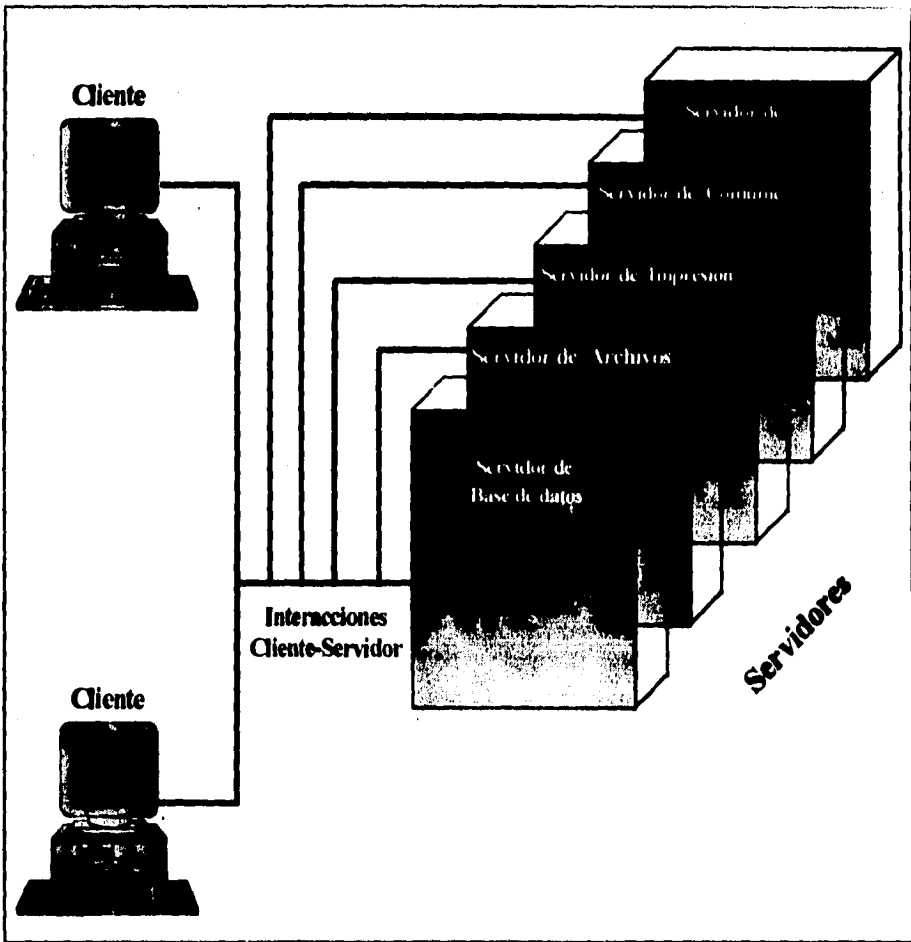 Cliente
Servidor de
Servidor de
Servidor de Impresion
Servidor de Archivos
Servidor de
Base de datos
Interacciones
Cliente-Servidor
Servidores
Cliente